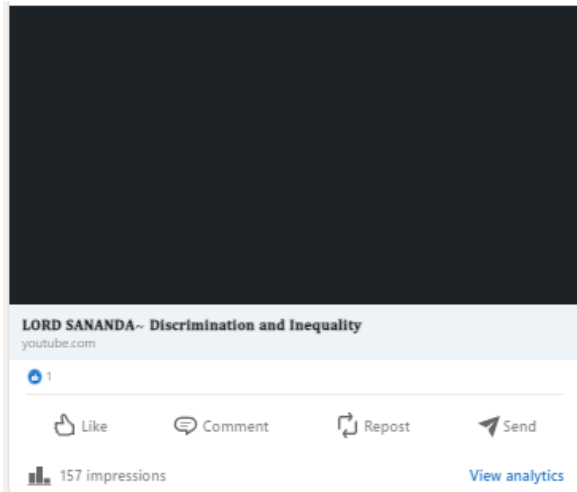 LORD SANANDA~ Discrimination and Inequality
youtube.com
1
Like Comment Repost Send
157 impressions View analytics